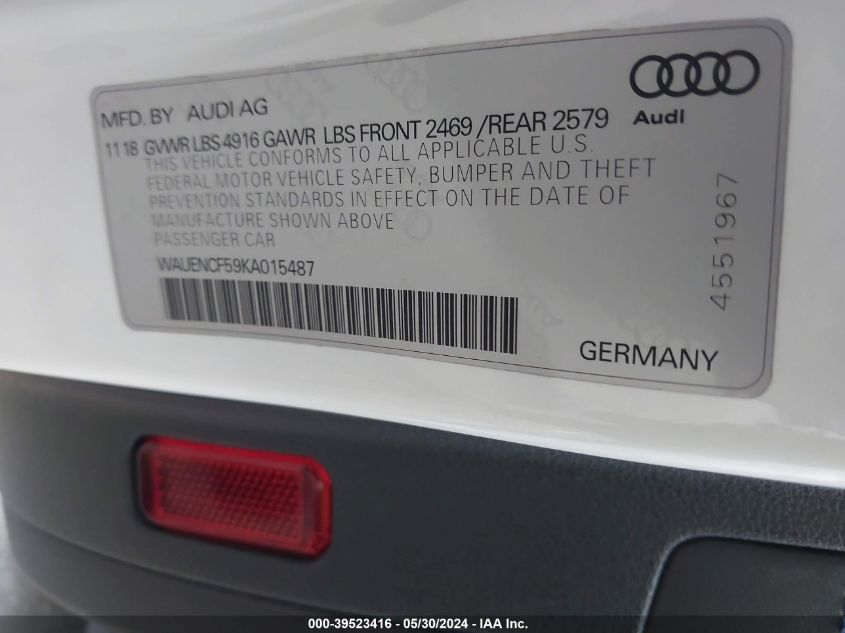 MFD. BY AUDI AG
Audi
11 18 GVWR LBS 4916 GAWR LBS FRONT 2469 /REAR 2579
THIS VEHICLE CONFORMS TO ALL APPLICABLE U.S.
FEDERAL MOTOR VEHICLE SAFETY, BUMPER AND THEFT
PREVENTION STANDARDS IN EFFECT ON THE DATE OF
MANUFACTURE SHOWN ABOVE
PASSENGER CAR
WAUENCF59KA015487
4551967
GERMANY
000-39523416 - 05/30/2024 - IAA Inc.